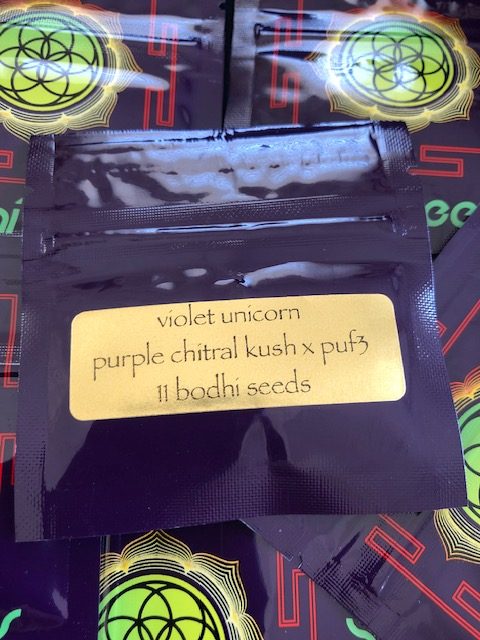 violet unicorn
purple chitral kush x puf3
11 bodhi seeds